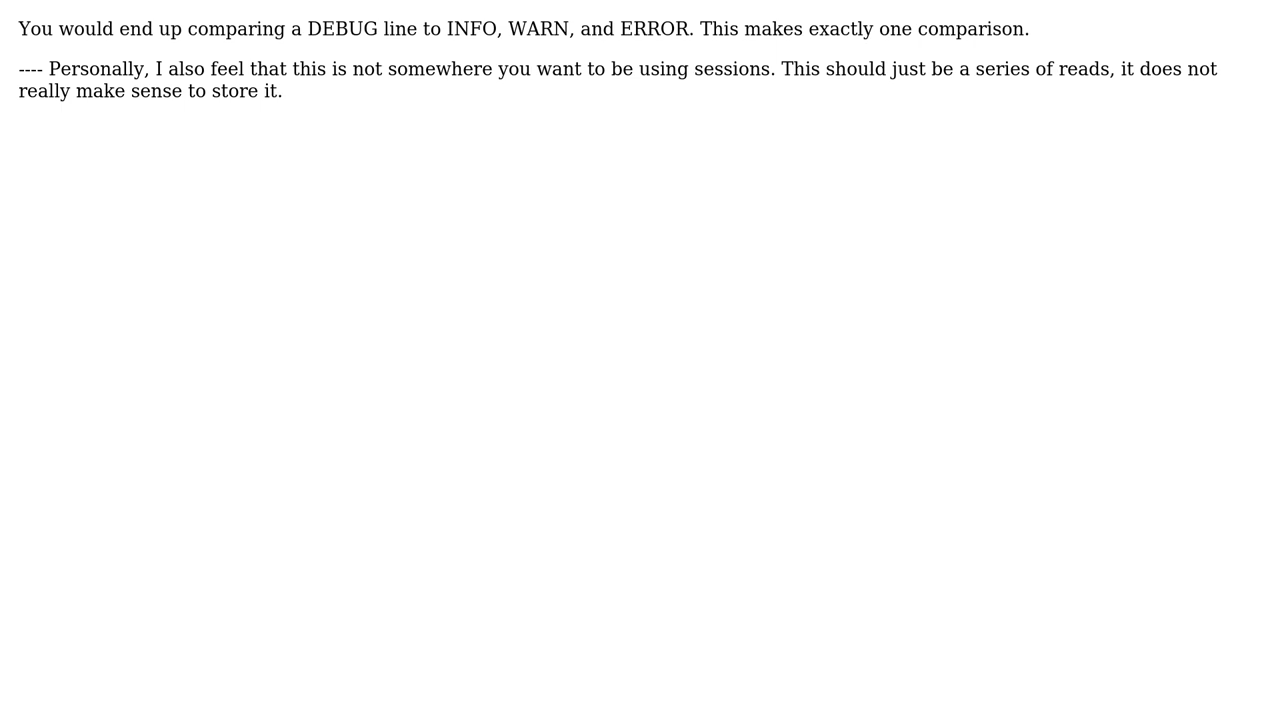 You would end up comparing a DEBUG line to INFO, WARN, and ERROR. This makes exactly one comparison.
---- Personally, I also feel that this is not somewhere you want to be using sessions. This should just be a series of reads, it does not
really make sense to store it.